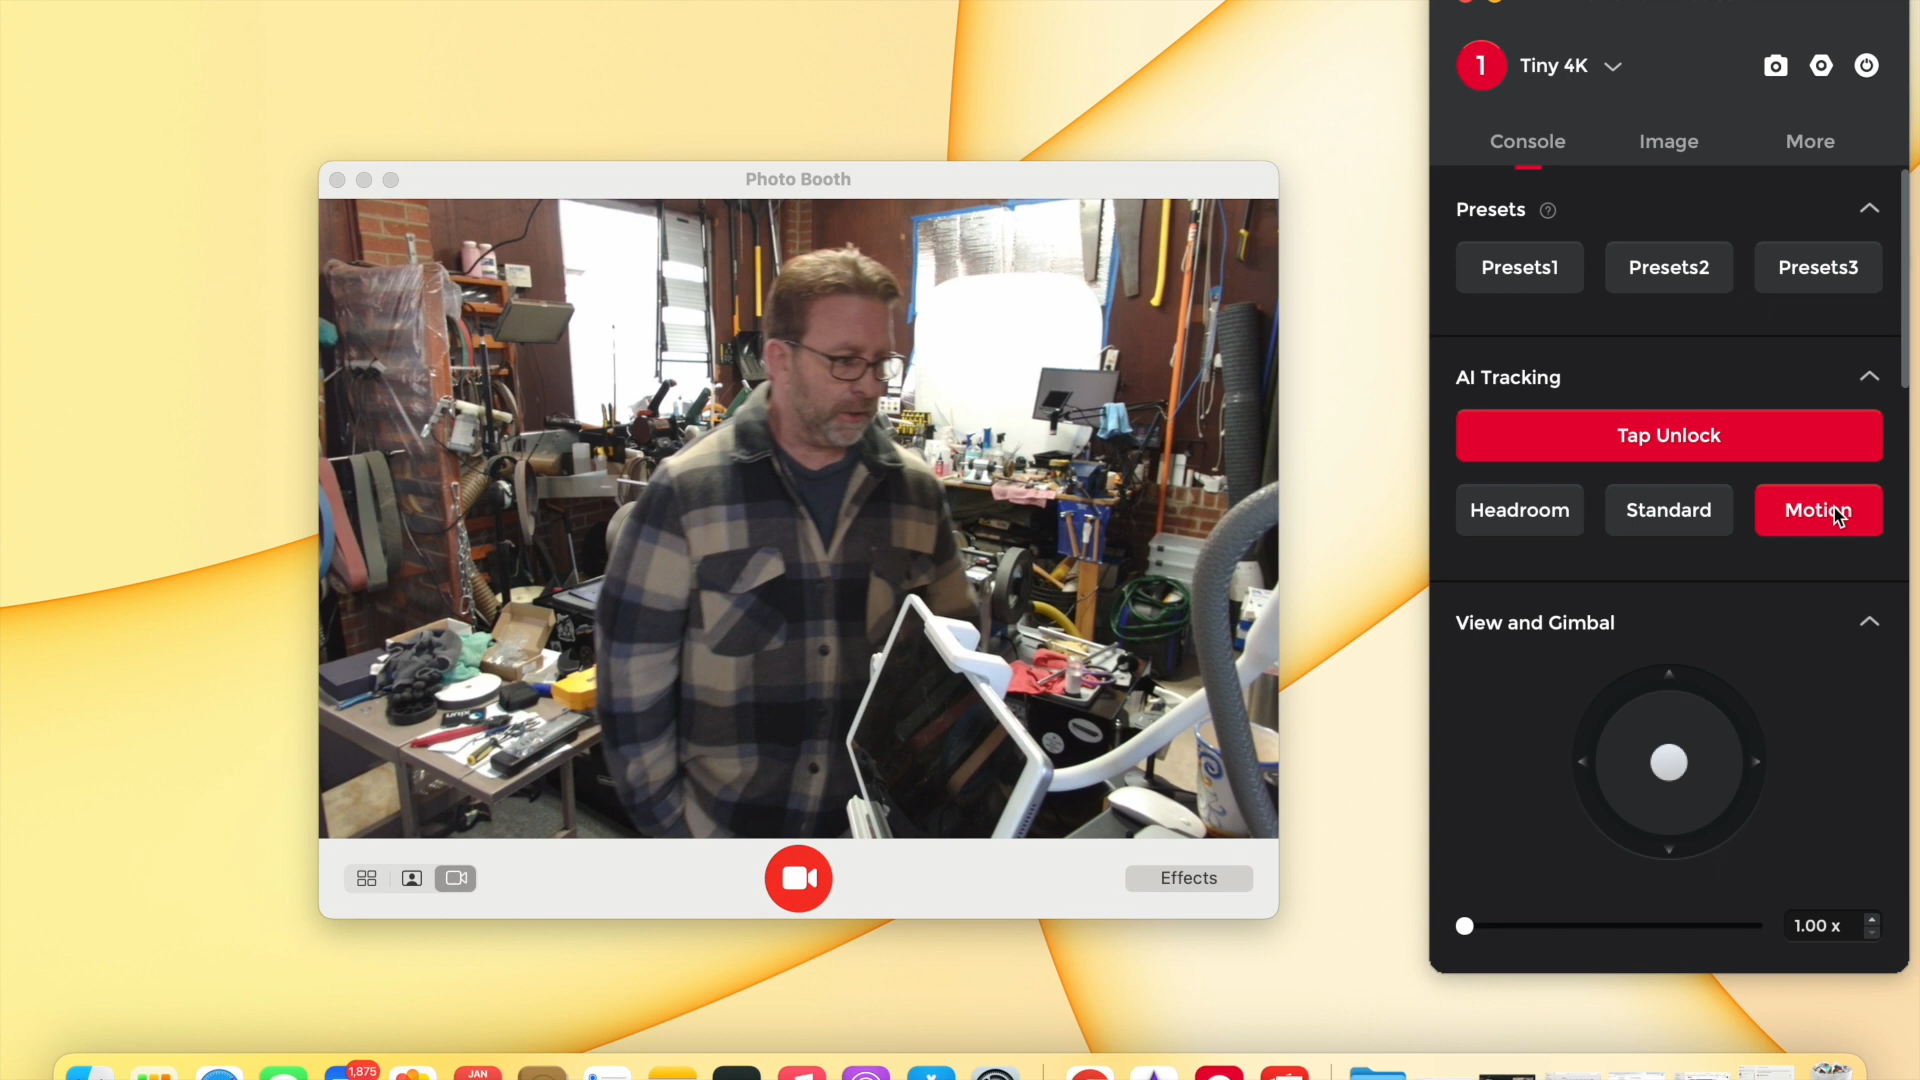 1
Tiny 4K
Console
Image
More
Photo Booth
Presets ?
Presets1
Presets2
Presets3
AI Tracking
Tap Unlock
Headroom
Standard
Motion
View and Gimbal
1.00 x
Effects
1,875
JAN